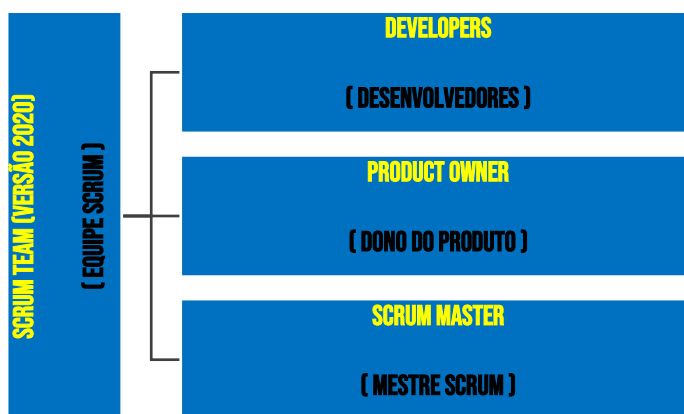 SCRUM TEAM (VERSÃO 2020)
( EQUIPE SCRUM )
DEVELOPERS
( DESENVOLVEDORES )
PRODUCT OWNER
( DONO DO PRODUTO )
SCRUM MASTER
( MESTRE SCRUM )